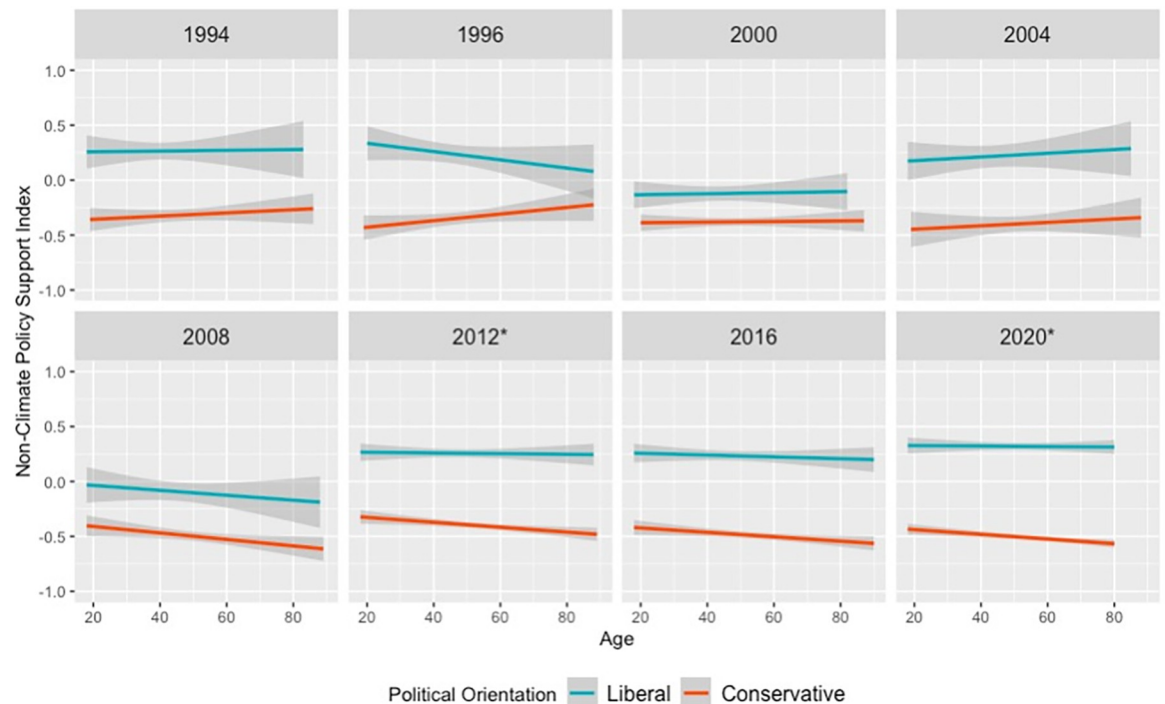 1994 1996 2000 2004
1.0
0.5
0.0
-0.5
-1.0
Non-Climate Policy Support Index
2008 2012* 2016 2020*
1.0
0.5
0.0
-0.5
-1.0
20 40 60 80 20 40 60 80 20 40 60 80 20 40 60 80
Age
Political Orientation Liberal Conservative